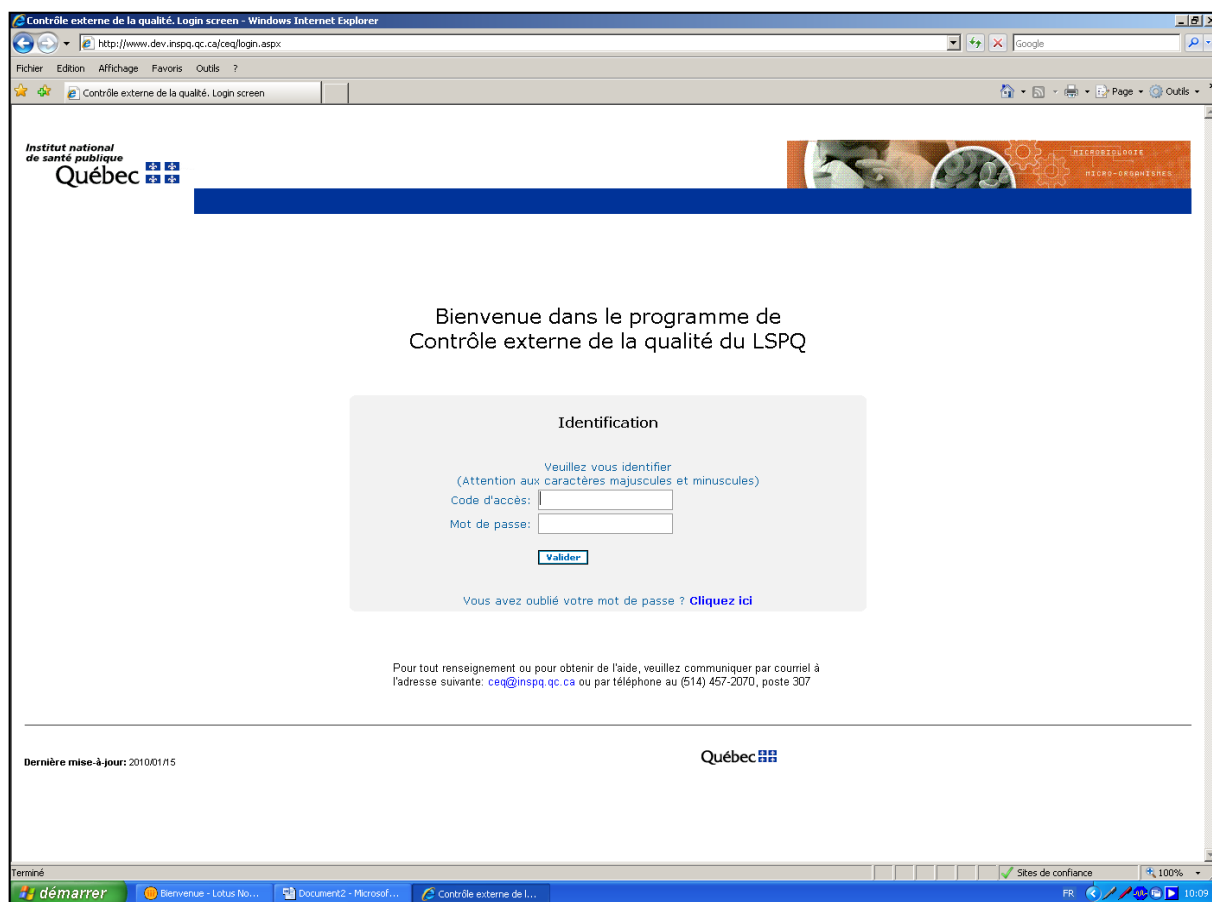 Contrôle externe de la qualité. Login screen - Windows Internet Explorer
http://www.dev.inspq.qc.ca/ceq/login.aspx
Google
Fichier Edition Affichage Favoris Outils ?
Contrôle externe de la qualité. Login screen
Page
Outils
Institut national
de santé publique
Québec
MICROBIOLOGIE
MICRO-ORGANISMES
Bienvenue dans le programme de
Contrôle externe de la qualité du LSPQ
Identification
Veuillez vous identifier
(Attention aux caractères majuscules et minuscules)
Code d'accès:
Mot de passe:
Valider
Vous avez oublié votre mot de passe ? Cliquez ici
Pour tout renseignement ou pour obtenir de l'aide, veuillez communiquer par courriel à
l'adresse suivante: ceq@inspq.qc.ca ou par téléphone au (514) 457-2070, poste 307
Dernière mise-à-jour: 2010/01/15
Québec
Terminé
Sites de confiance
100%
démarrer
Bienvenue - Lotus No...
Document2 - Microsof...
Contrôle externe de l...
FR
10:09